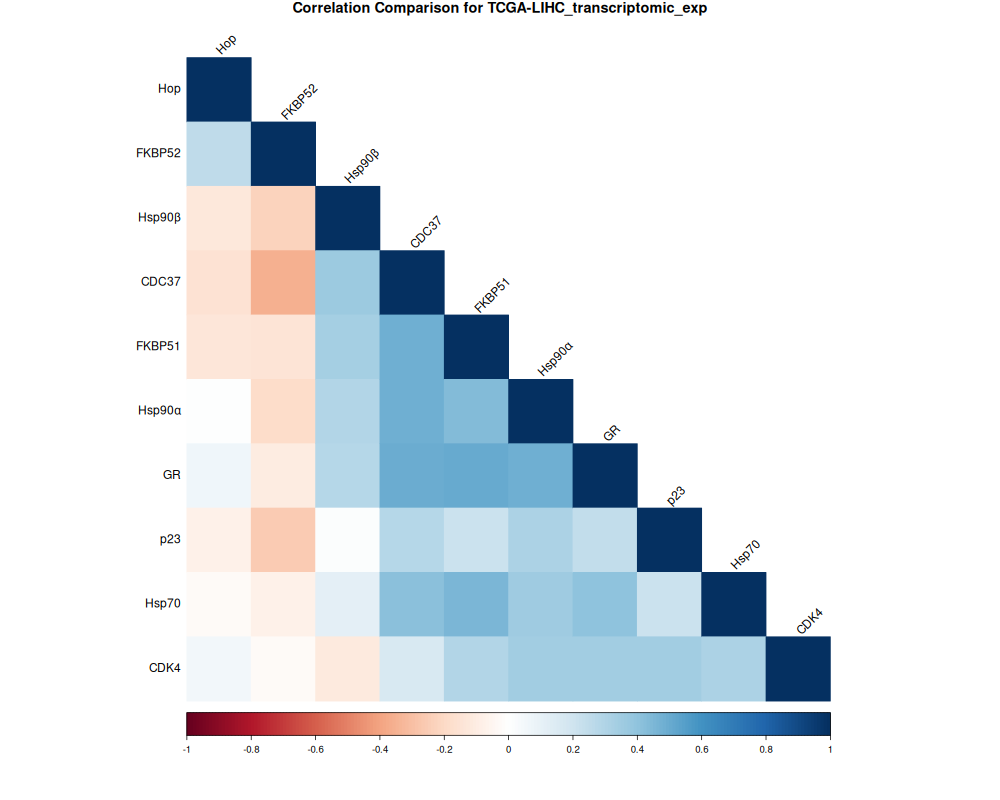 Correlation Comparison for TCGA-LIHC_transcriptomic_exp
Hop
FKBP52
Hsp90β
CDC37
FKBP51
Hsp90α
GR
p23
Hsp70
CDK4
Hop
FKBP52
Hsp90β
CDC37
FKBP51
Hsp90α
GR
p23
Hsp70
CDK4
-1 -0.8 -0.6 -0.4 -0.2 0 0.2 0.4 0.6 0.8 1